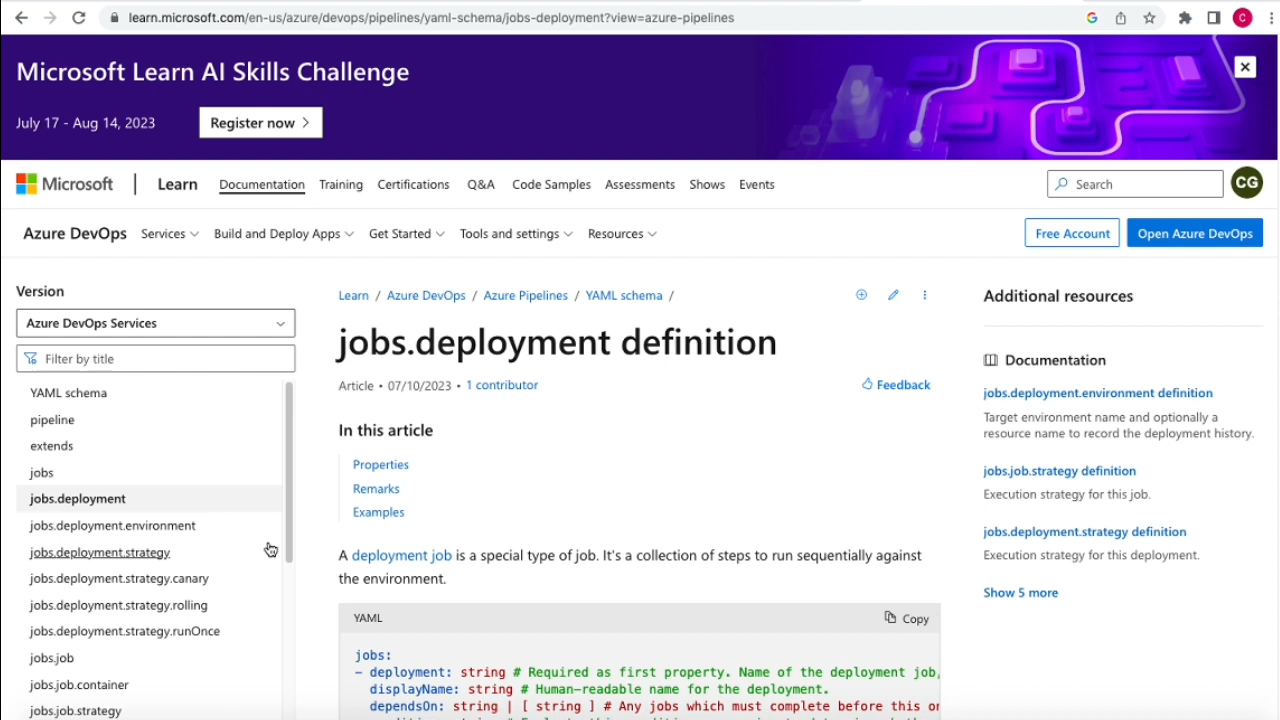 learn.microsoft.com/en-us/azure/devops/pipelines/yaml-schema/jobs-deployment?view=azure-pipelines
C
Microsoft Learn AI Skills Challenge
July 17 - Aug 14, 2023
Register now
Microsoft
Learn
Documentation
Training
Certifications
Q&A
Code Samples
Assessments
Shows
Events
Search
CG
Azure DevOps
Services
Build and Deploy Apps
Get Started
Tools and settings
Resources
Free Account
Open Azure DevOps
Version
Azure DevOps Services
Filter by title
YAML schema
pipeline
extends
jobs
jobs.deployment
jobs.deployment.environment
jobs.deployment.strategy
jobs.deployment.strategy.canary
jobs.deployment.strategy.rolling
jobs.deployment.strategy.runOnce
jobs.job
jobs.job.container
jobs.job.strategy
Learn / Azure DevOps / Azure Pipelines / YAML schema /
jobs.deployment definition
Article • 07/10/2023 • 1 contributor
Feedback
In this article
Properties
Remarks
Examples
A deployment job is a special type of job. It's a collection of steps to run sequentially against
the environment.
YAML
Copy
jobs:
- deployment: string # Required as first property. Name of the deployment job,
displayName: string # Human-readable name for the deployment.
dependsOn: string | [ string ] # Any jobs which must complete before this
Additional resources
Documentation
jobs.deployment.environment definition
Target environment name and optionally a
resource name to record the deployment history.
jobs.job.strategy definition
Execution strategy for this job.
jobs.deployment.strategy definition
Execution strategy for this deployment.
Show 5 more